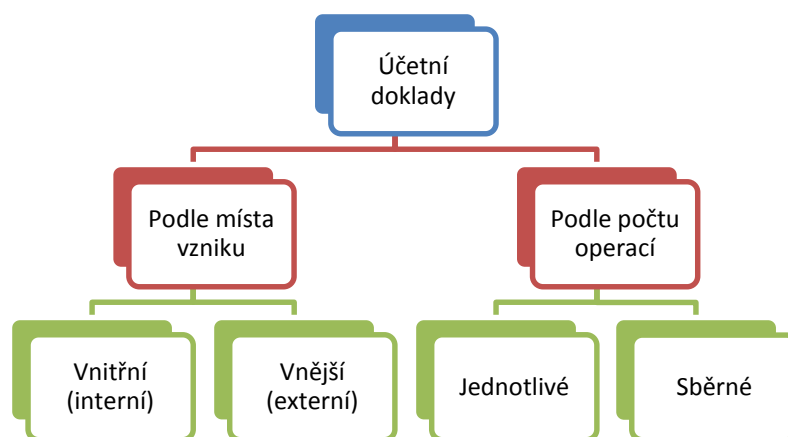 Účetní
doklady
Podle místa
vzniku
Podle počtu
operací
Vnitřní
(interní)
Vnější
(externí)
Jednotlivé
Sběrné